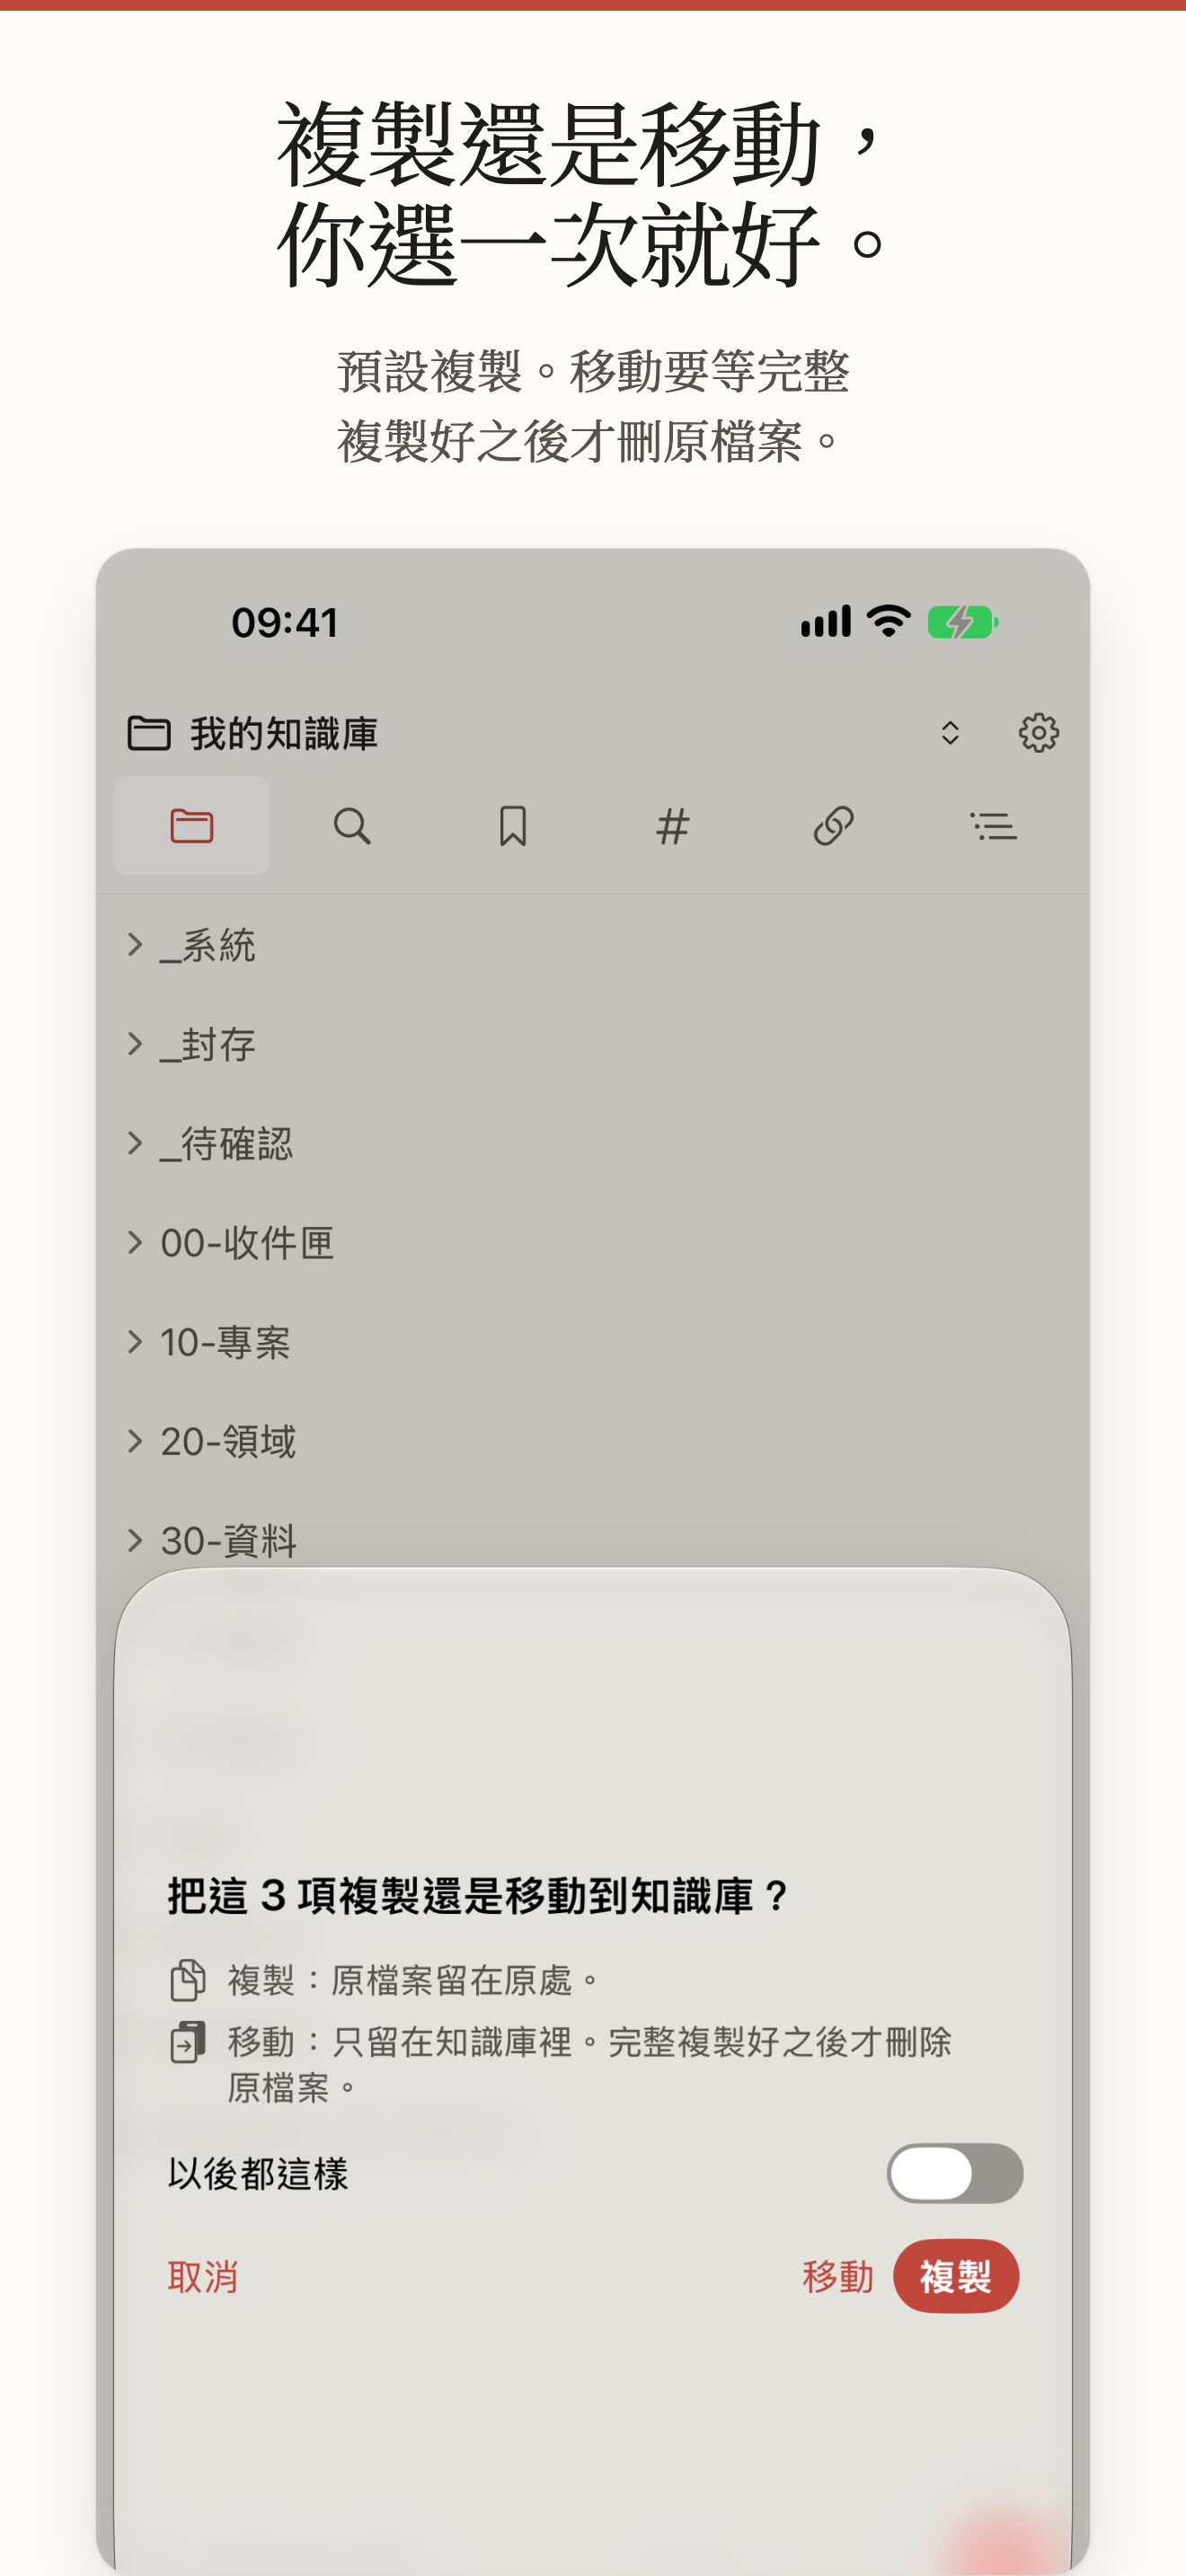 複製還是移動，
你選一次就好。
預設複製。移動要等完整
複製好之後才刪原檔案。
09:41
我的知識庫
_系統
_封存
_待確認
00-收件匣
10-專案
20-領域
30-資料
把這 3 項複製還是移動到知識庫？
複製：原檔案留在原處。
移動：只留在知識庫裡。完整複製好之後才刪除
原檔案。
以後都這樣
取消
移動
複製